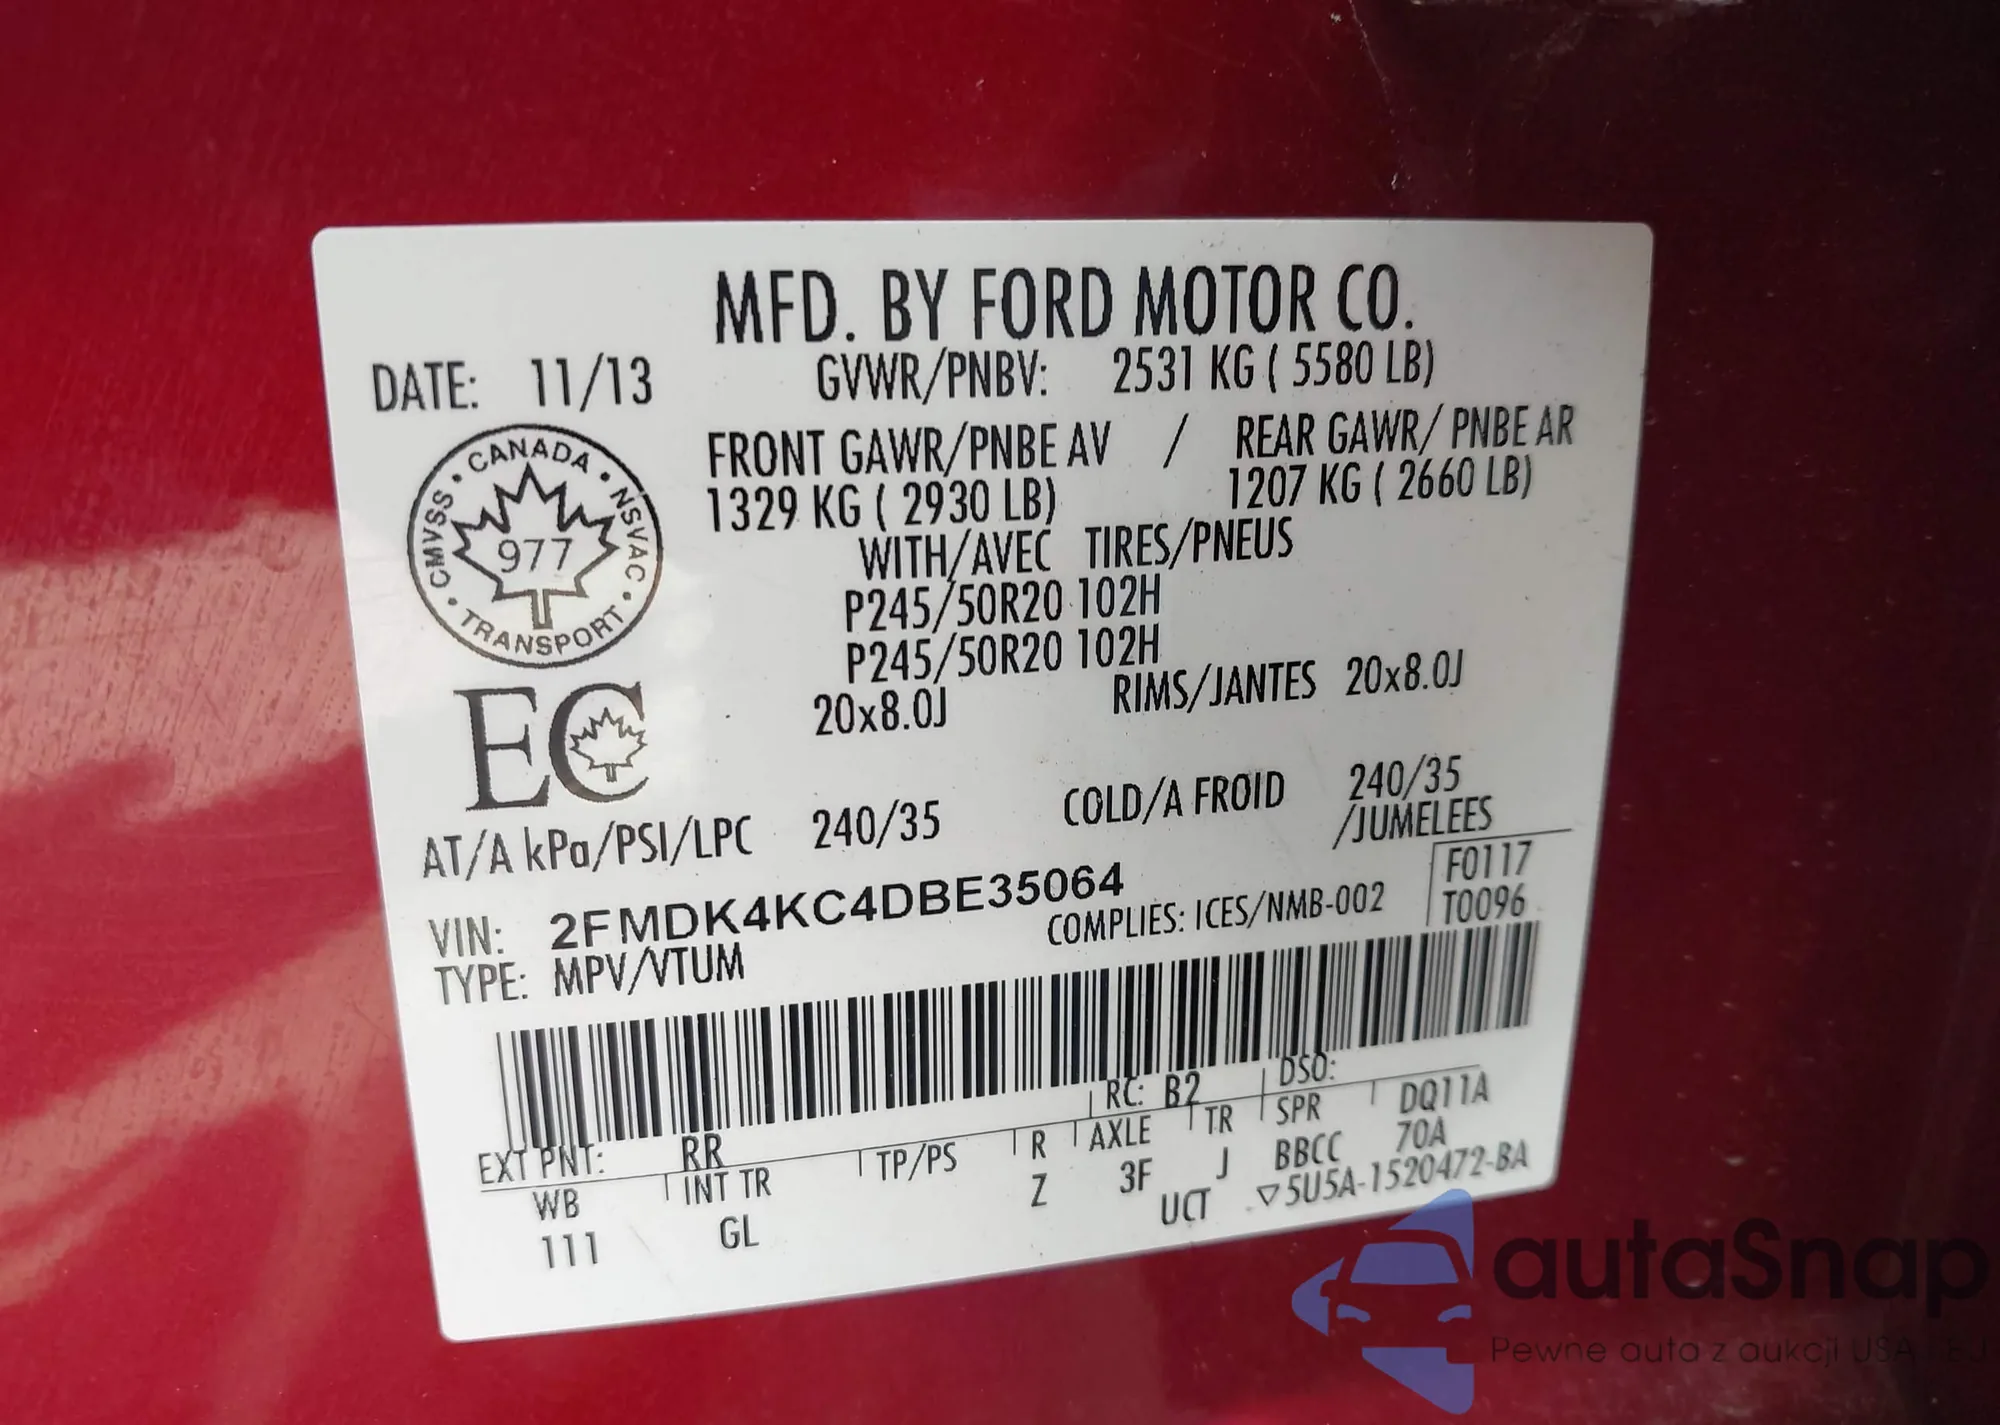 MFD. BY FORD MOTOR CO.
DATE: 11/13 GVWR/PNBV: 2531 KG ( 5580 LB)
FRONT GAWR/PNBE AV / REAR GAWR/ PNBE AR
1329 KG ( 2930 LB) 1207 KG ( 2660 LB)
WITH/AVEC TIRES/PNEUS
P245/50R20 102H
P245/50R20 102H
20x8.0J RIMS/JANTES 20x8.0J
CANADA
CMVSS NSVAC
977
TRANSPORT
EC
AT/A kPa/PSI/LPC 240/35 COLD/A FROID 240/35
/JUMELEES
VIN: 2FMDK4KC4DBE35064 F0117
TYPE: MPV/VTUM COMPLIES: ICES/NMB-002 T0096
EXT PNT: RR RC: B2 DSO:
WB INT TR TP/PS R AXLE TR SPR DQ11A
111 GL Z 3F J BBCC 70A
UCT ▽5U5A-1520472-BA
autaSnap
Pewne auta z aukcji USA